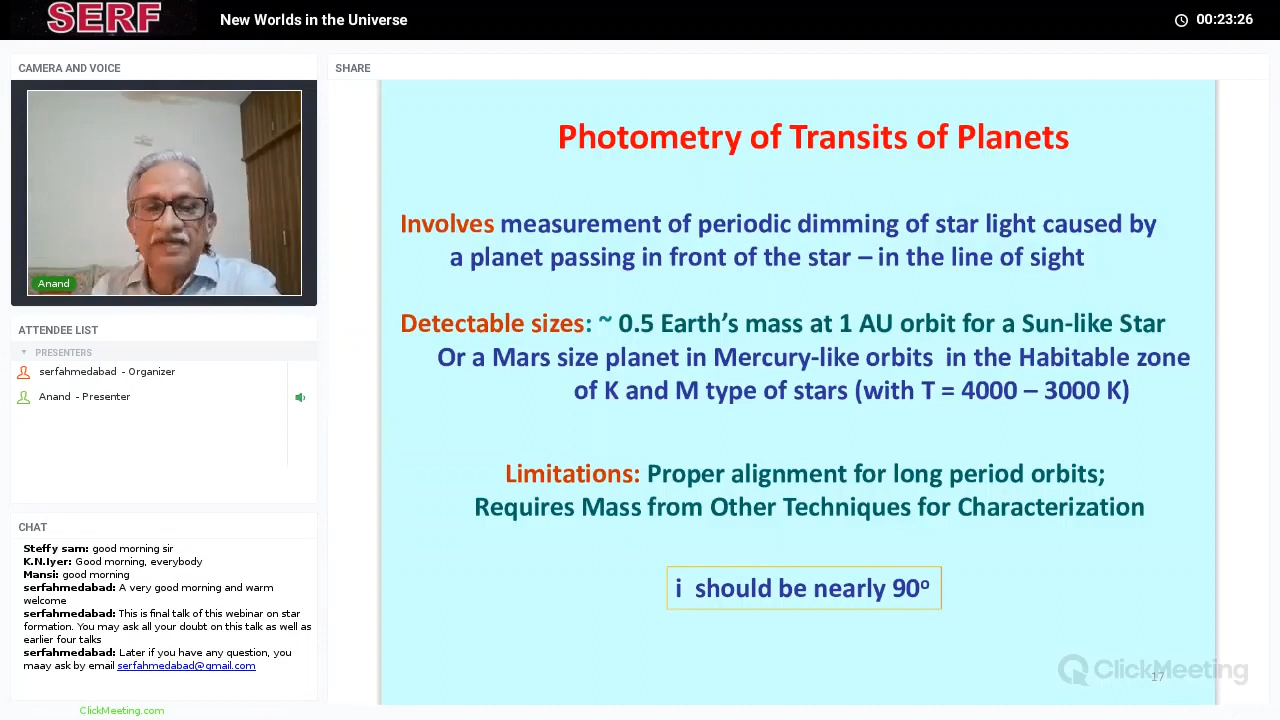 SERF
New Worlds in the Universe
00:23:26
CAMERA AND VOICE
Anand
ATTENDEE LIST
PRESENTERS
serfahmedabad - Organizer
Anand - Presenter
CHAT
Steffy sam: good morning sir
K.N.Iyer: Good morning, everybody
Mansi: good morning
serfahmedabad: A very good morning and warm
welcome
serfahmedabad: This is final talk of this webinar on star
formation. You may ask all your doubt on this talk as well as
earlier four talks
serfahmedabad: Later if you have any question, you
maay ask by email serfahmedabad@gmail.com
ClickMeeting.com
SHARE
Photometry of Transits of Planets
Involves measurement of periodic dimming of star light caused by
a planet passing in front of the star – in the line of sight
Detectable sizes: ~ 0.5 Earth’s mass at 1 AU orbit for a Sun-like Star
Or a Mars size planet in Mercury-like orbits in the Habitable zone
of K and M type of stars (with T = 4000 – 3000 K)
Limitations: Proper alignment for long period orbits;
Requires Mass from Other Techniques for Characterization
i should be nearly 90º
ClickMeeting
17